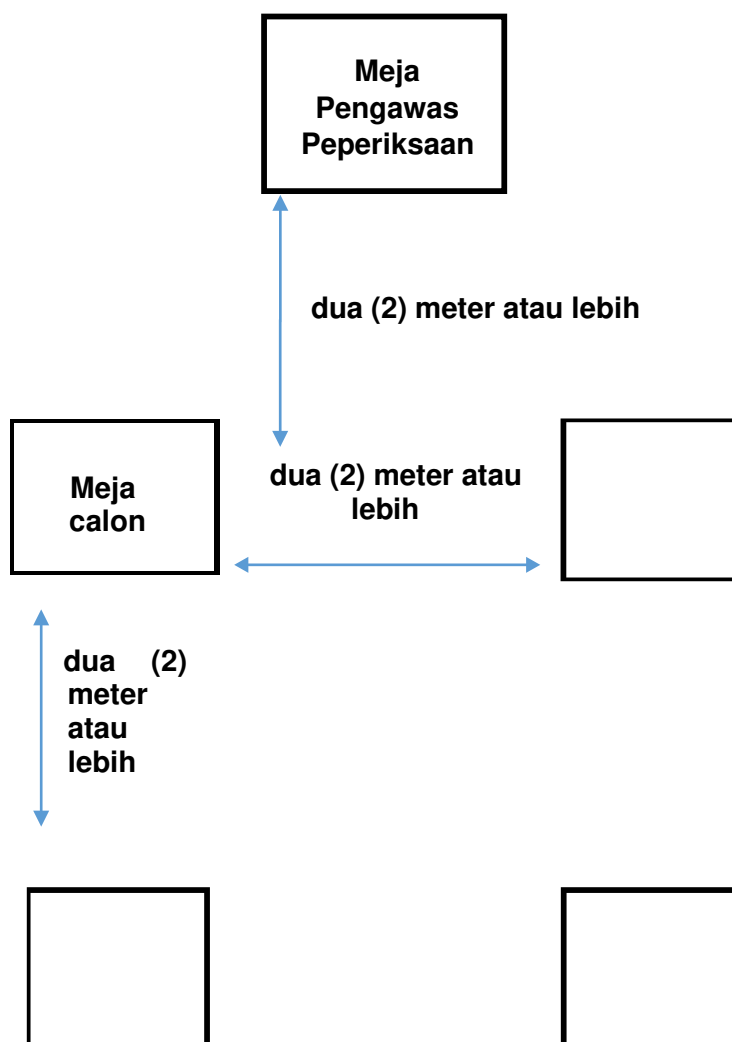 Meja
Pengawas
Peperiksaan
dua (2) meter atau lebih
Meja
calon
dua (2) meter atau
lebih
dua (2)
meter
atau
lebih